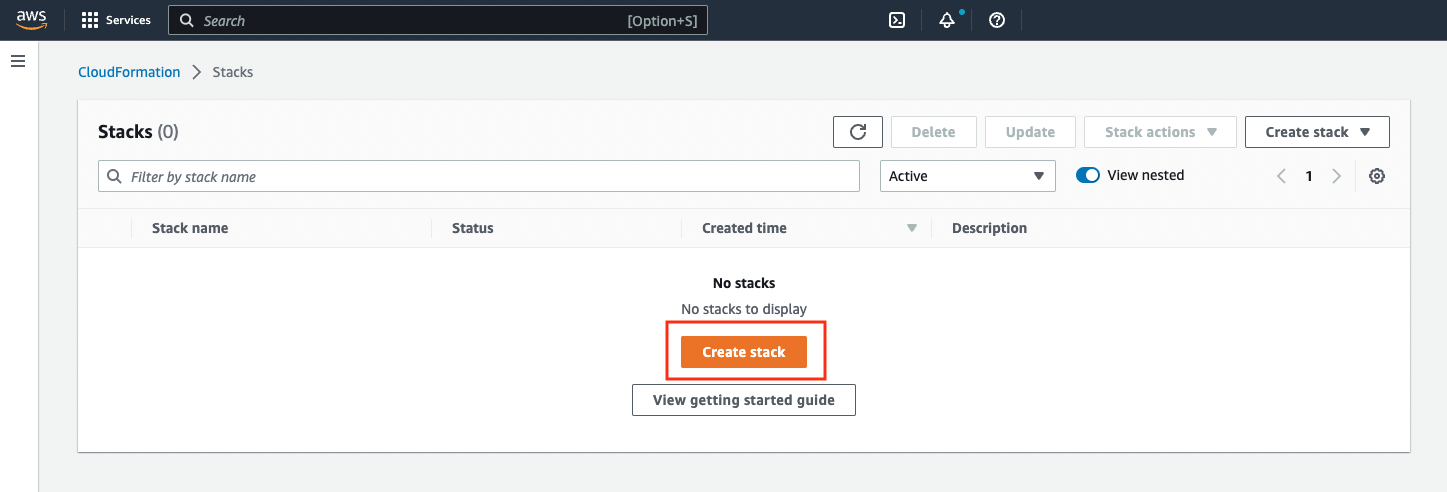 aws Services Search [Option+S]
CloudFormation Stacks
Stacks (0) Delete Update Stack actions Create stack
Filter by stack name Active View nested 1
Stack name Status Created time Description
No stacks
No stacks to display
Create stack
View getting started guide